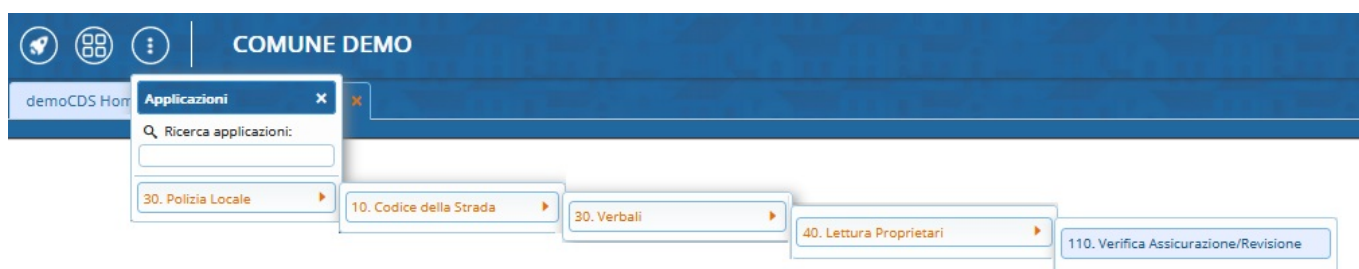 COMUNE DEMO
demoCDS Hom
Applicazioni
Ricerca applicazioni:
30. Polizia Locale
10. Codice della Strada
30. Verbali
40. Lettura Proprietari
110. Verifica Assicurazione/Revisione